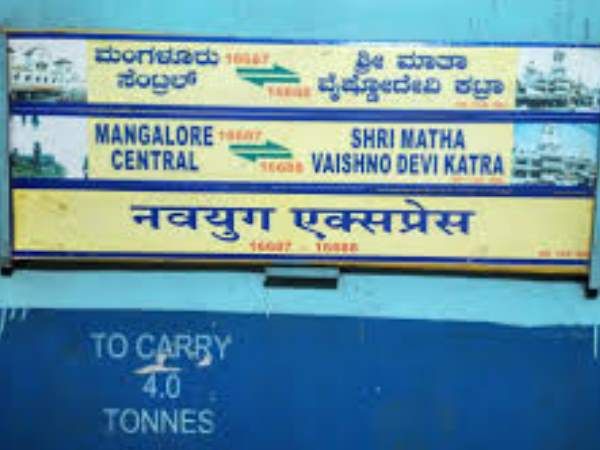 ಮಂಗಳೂರು 16687 ಶ್ರೀ ಮಾತಾ
ಸೆಂಟ್ರಲ್ 16688 ವೈಷ್ಣೋದೇವಿ ಕಟ್ರಾ
MANGALORE 16687 SHRI MATHA
CENTRAL 16688 VAISHNO DEVI KATRA
नवयुग एक्सप्रेस
16687 - 16688
TO CARRY
4.0
TONNES